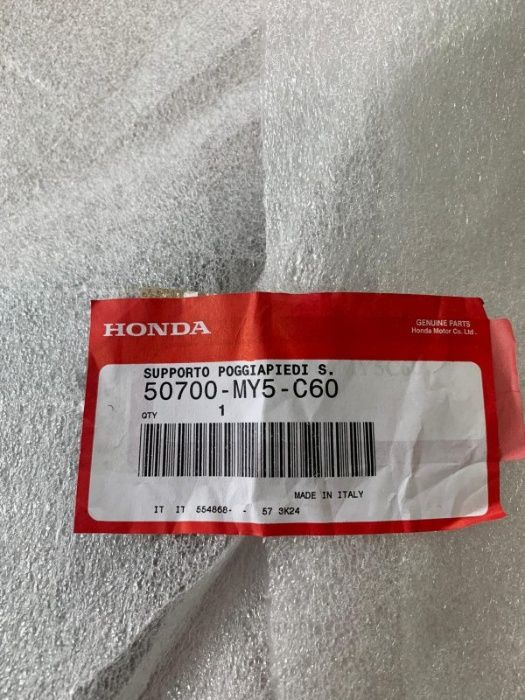 HONDA
GENUINE PARTS
Honda Motor Co. Ltd.
SUPPORTO POGGIAPIEDI S.
50700-MY5-C60
QTY 1
MADE IN ITALY
IT IT 554868- - 57 3K24